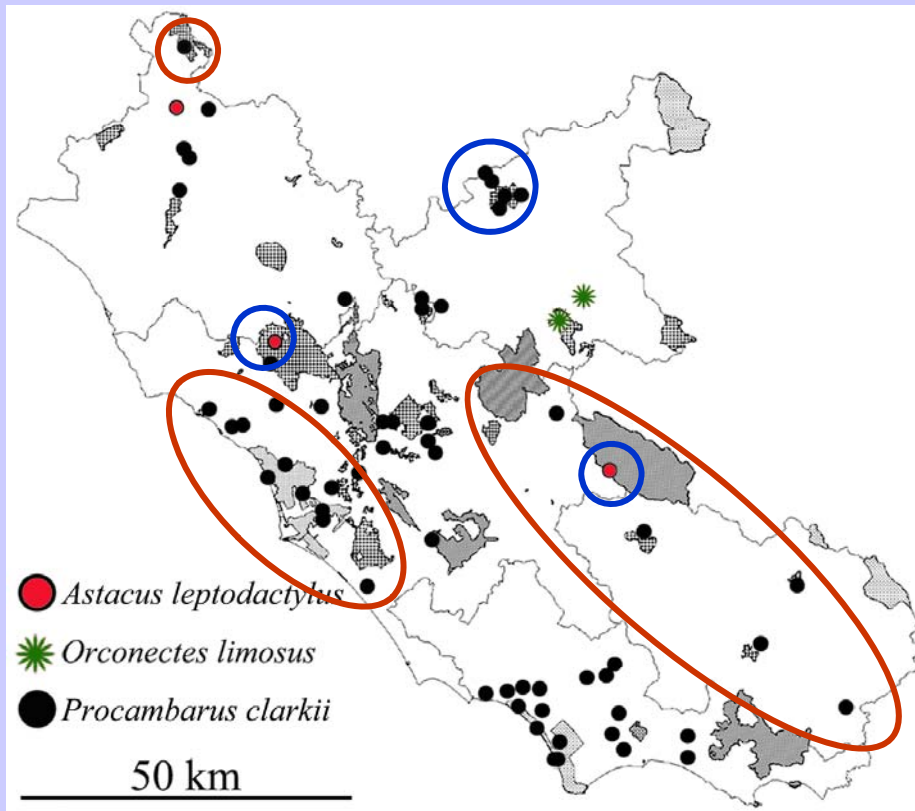 Astacus leptodactylus
Orconectes limosus
Procambarus clarkii
50 km